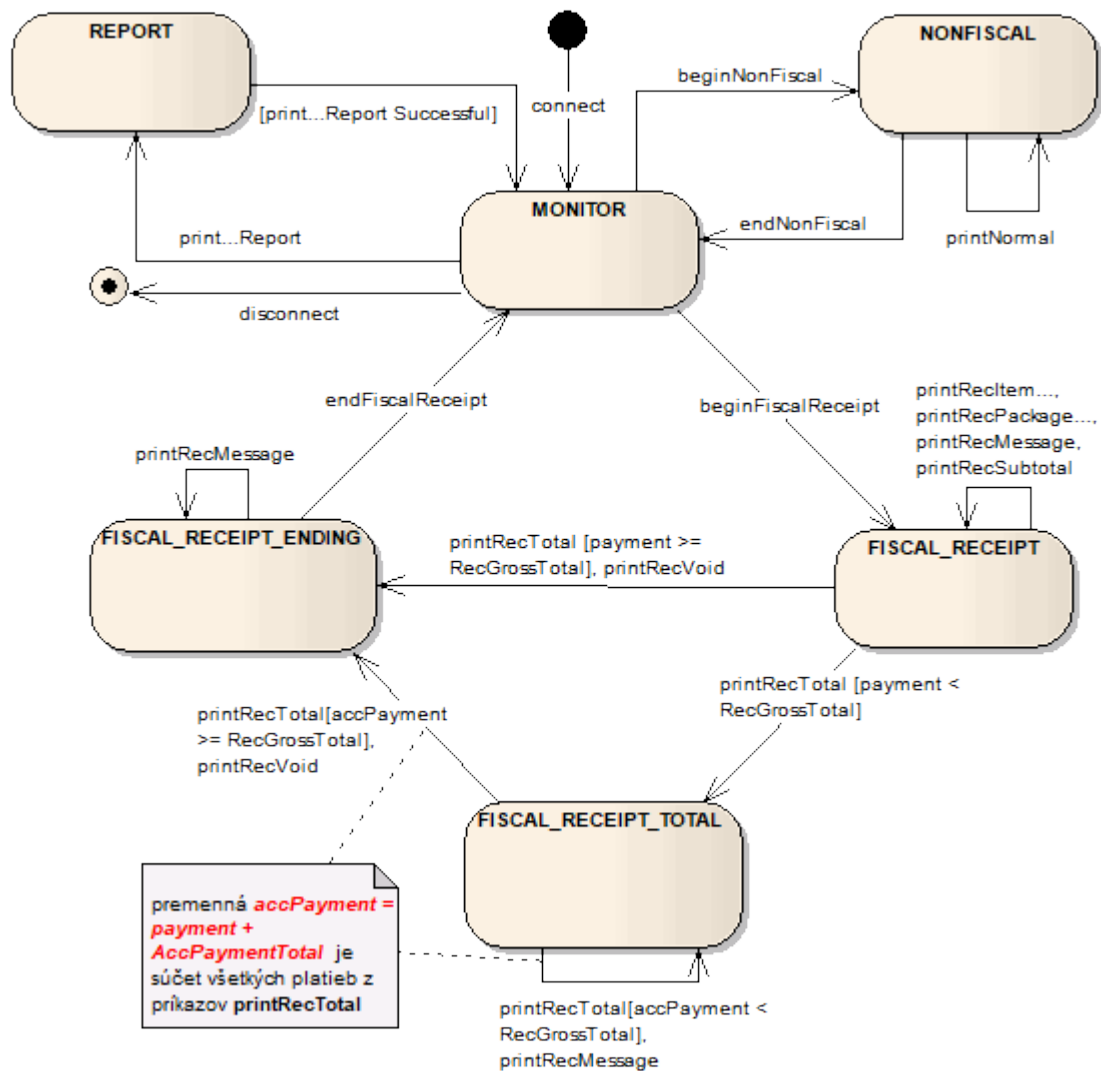 REPORT
NONFISCAL
beginNonFiscal
connect
[print...Report Successful]
MONITOR
endNonFiscal
printNormal
print...Report
disconnect
endFiscalReceipt
beginFiscalReceipt
printRecItem...,
printRecPackage...,
printRecMessage,
printRecSubtotal
printRecMessage
FISCAL_RECEIPT_ENDING
printRecTotal [payment >=
RecGrossTotal], printRecVoid
FISCAL_RECEIPT
printRecTotal [payment <
RecGrossTotal]
printRecTotal[accPayment
>= RecGrossTotal],
printRecVoid
FISCAL_RECEIPT_TOTAL
premenná accPayment =
payment +
AccPaymentTotal je
súčet všetkých platieb z
príkazov printRecTotal
printRecTotal[accPayment <
RecGrossTotal],
printRecMessage